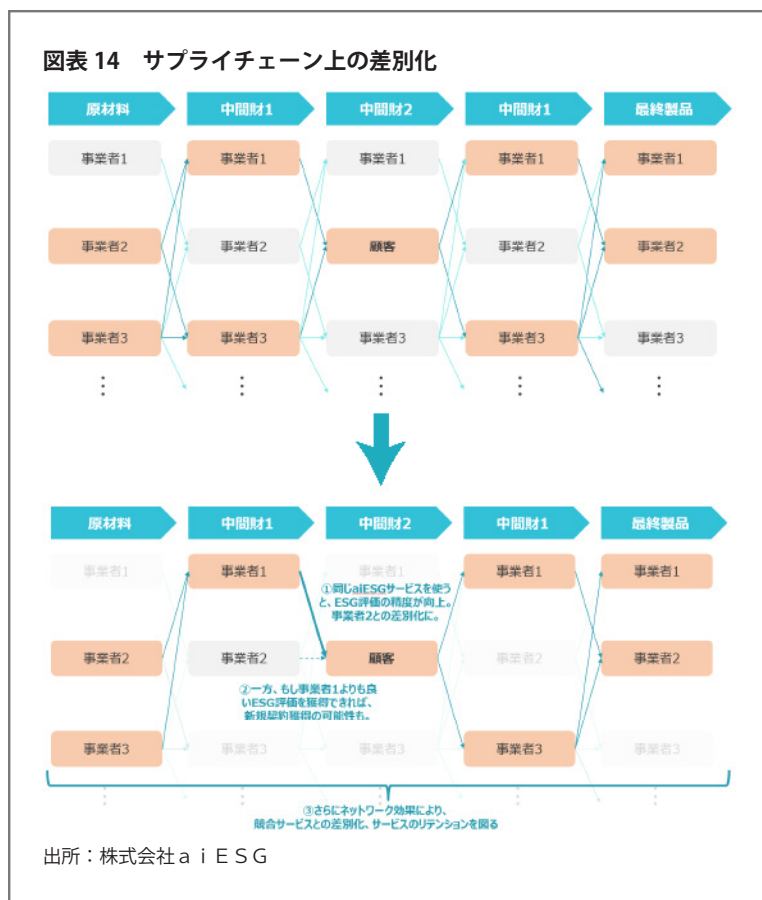 図表 14　サプライチェーン上の差別化
原材料 中間財1 中間財2 中間財1 最終製品
事業者1 事業者1 事業者1 事業者1 事業者1
事業者2 事業者2 顧客 事業者2 事業者2
事業者3 事業者3 事業者3 事業者3 事業者3
原材料 中間財1 中間財2 中間財1 最終製品
事業者1 事業者1 事業者1 事業者1 事業者1
①同じaiESGサービスを使う
と、ESG評価の精度が向上。
事業者2との差別化に。
事業者2 事業者2 顧客 事業者2 事業者2
②一方、もし事業者1よりも良
いESG評価を獲得できれば、
新規契約獲得の可能性も。
事業者3 事業者3 事業者3 事業者3 事業者3
③さらにネットワーク効果により、
競合サービスとの差別化、サービスのリテンションを図る
出所：株式会社ａｉＥＳＧ